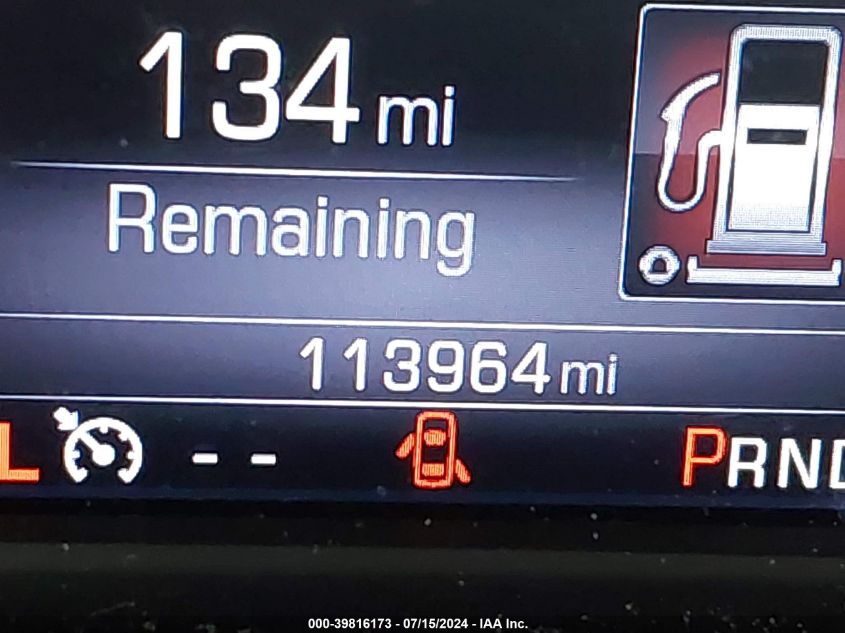 134 mi
Remaining
113964 mi
L -- PRND
000-39816173 - 07/15/2024 - IAA Inc.